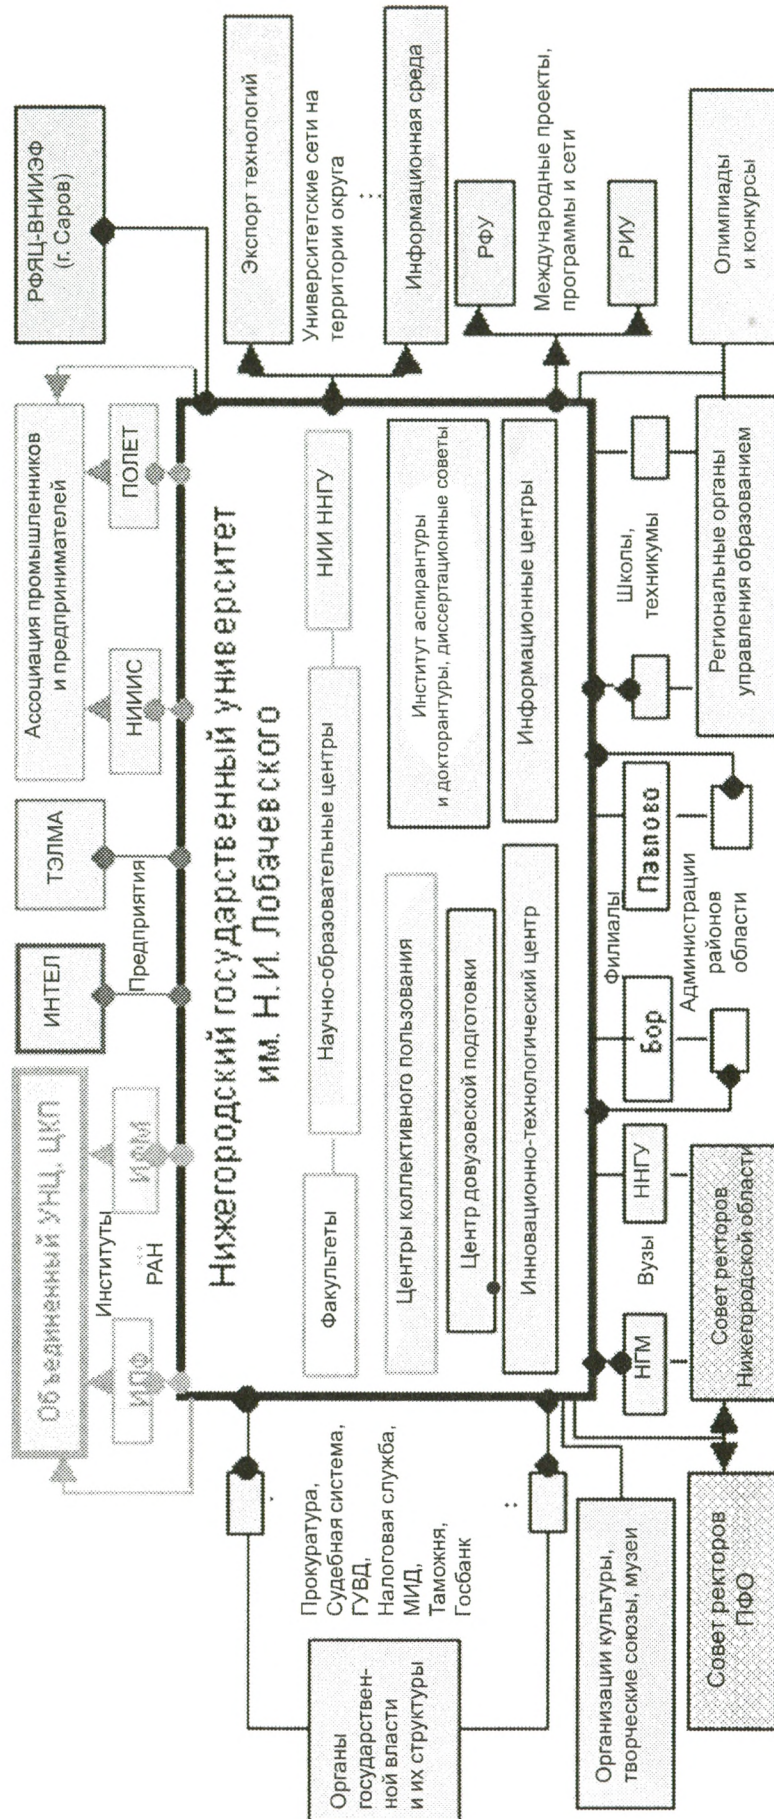 Объединенный УНЦ, ЦКП
ИНТЕЛ
ТЭЛМА
Ассоциация промышленников
и предпринимателей
РФЯЦ-ВНИИЭФ
(г. Саров)
ИПФ
Институты
РАН
ИФМ
Предприятия
НИИИС
ПОЛЕТ
Нижегородский государственный университет
им. Н.И. Лобачевского
Факультеты
Научно-образовательные центры
НИИ ННГУ
Центры коллективного пользования
Институт аспирантуры
и докторантуры, диссертационные советы
Центр довузовской подготовки
Инновационно-технологический центр
Информационные центры
Органы
государствен-
ной власти
и их структуры
Прокуратура,
Судебная система,
ГУВД,
Налоговая служба,
МИД,
Таможня,
Госбанк
Экспорт технологий
Университетские сети на
территории округа
Информационная среда
РФУ
Международные проекты,
программы и сети
РИУ
Организации культуры,
творческие союзы, музеи
НГМ
Вузы
ННГУ
Бор
Филиалы
Павлово
Администрации
районов
области
Школы,
техникумы
Совет ректоров
ПФО
Совет ректоров
Нижегородской области
Региональные органы
управления образованием
Олимпиады
и конкурсы